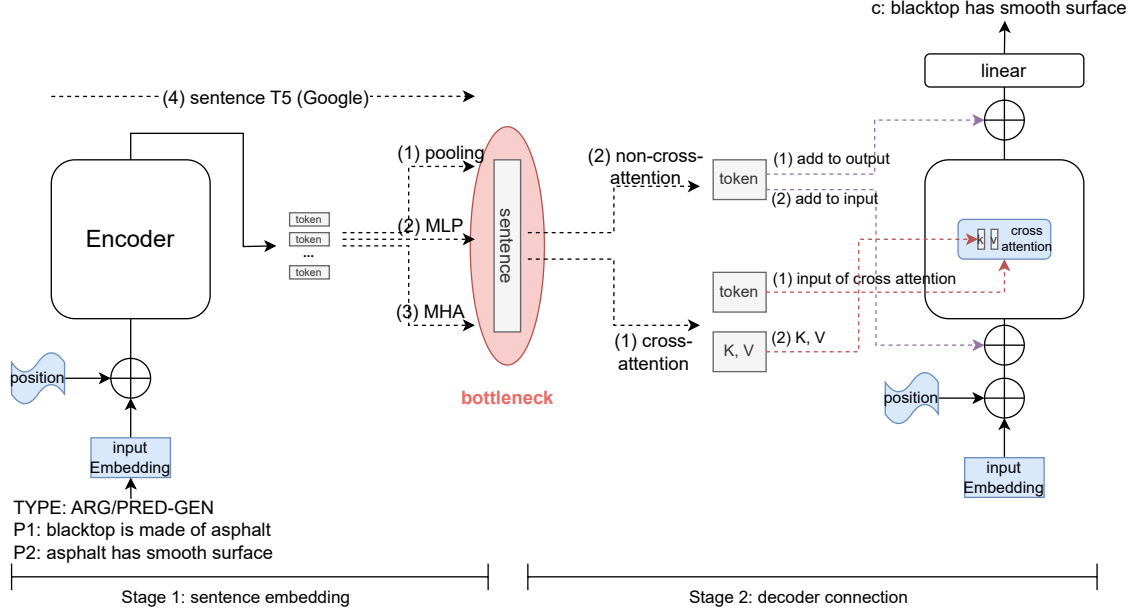 c: blacktop has smooth surface
linear
(4) sentence T5 (Google)
(1) pooling
(2) MLP
(3) MHA
Encoder
token
token
...
token
sentence
bottleneck
(2) non-cross-
attention
(1) cross-
attention
token
(1) add to output
(2) add to input
token
(1) input of cross attention
K, V
(2) K, V
K
V
cross
attention
position
input
Embedding
position
input
Embedding
TYPE: ARG/PRED-GEN
P1: blacktop is made of asphalt
P2: asphalt has smooth surface
Stage 1: sentence embedding
Stage 2: decoder connection